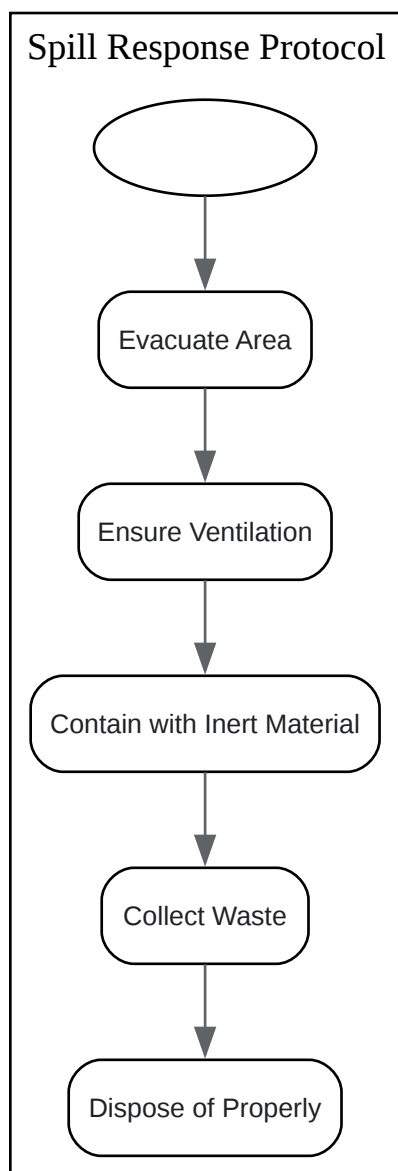 Spill Response Protocol
Evacuate Area
Ensure Ventilation
Contain with Inert Material
Collect Waste
Dispose of Properly